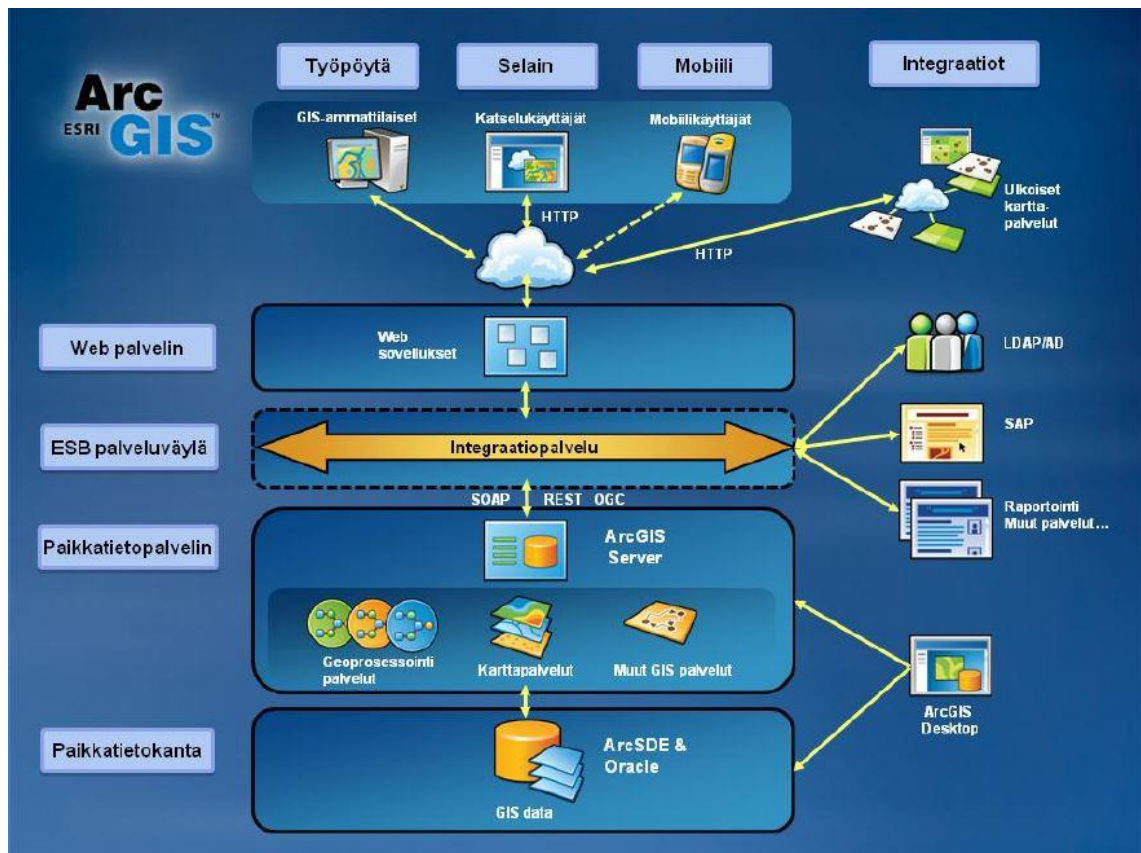 Työpöytä
Selain
Mobiili
Integraatiot
Arc
ESRI GIS™
GIS-ammattilaiset
Katselukäyttäjät
Mobiilikäyttäjät
Ulkoiset
kartta-
palvelut
HTTP
HTTP
Web palvelin
Web
sovellukset
LDAP/AD
ESB palveluväylä
Integraatiopalvelu
SAP
SOAP REST OGC
Raportointi
Muut palvelut...
Paikkatietopalvelin
ArcGIS
Server
Geoprosessointi
palvelut
Karttapalvelut
Muut GIS palvelut
ArcGIS
Desktop
Paikkatietokanta
ArcSDE &
Oracle
GIS data